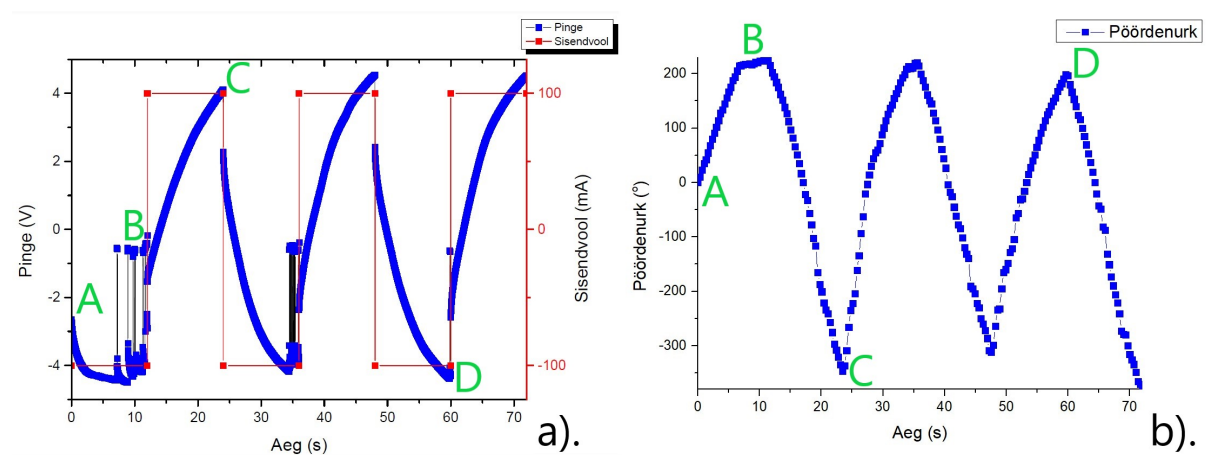 Pinge
Sisendvool
4
2
0
-2
-4
100
0
-100
0
10
20
30
40
50
60
70
Pinge (V)
Sisendvool (mA)
Aeg (s)
A
B
C
D
a).
Pöördenurk
200
100
0
-100
-200
-300
0
10
20
30
40
50
60
70
Pöördenurk (°)
Aeg (s)
A
B
C
D
b).